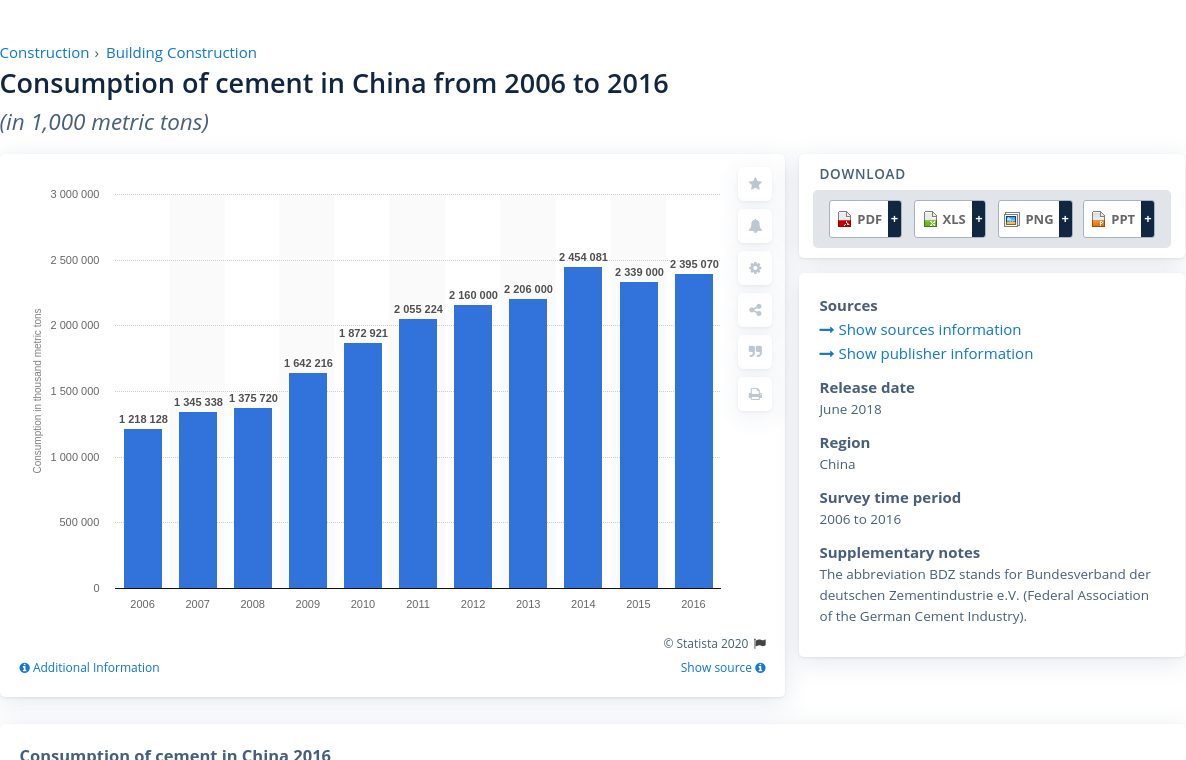 Construction › Building Construction
Consumption of cement in China from 2006 to 2016
(in 1,000 metric tons)
Consumption in thousand metric tons
3 000 000
2 500 000
2 000 000
1 500 000
1 000 000
500 000
0
1 218 128
1 345 338
1 375 720
1 642 216
1 872 921
2 055 224
2 160 000
2 206 000
2 454 081
2 339 000
2 395 070
2006 2007 2008 2009 2010 2011 2012 2013 2014 2015 2016
© Statista 2020
Additional Information
Show source
DOWNLOAD
PDF + XLS + PNG + PPT +
Sources
Show sources information
Show publisher information
Release date
June 2018
Region
China
Survey time period
2006 to 2016
Supplementary notes
The abbreviation BDZ stands for Bundesverband der
deutschen Zementindustrie e.V. (Federal Association
of the German Cement Industry).
Consumption of cement in China 2016